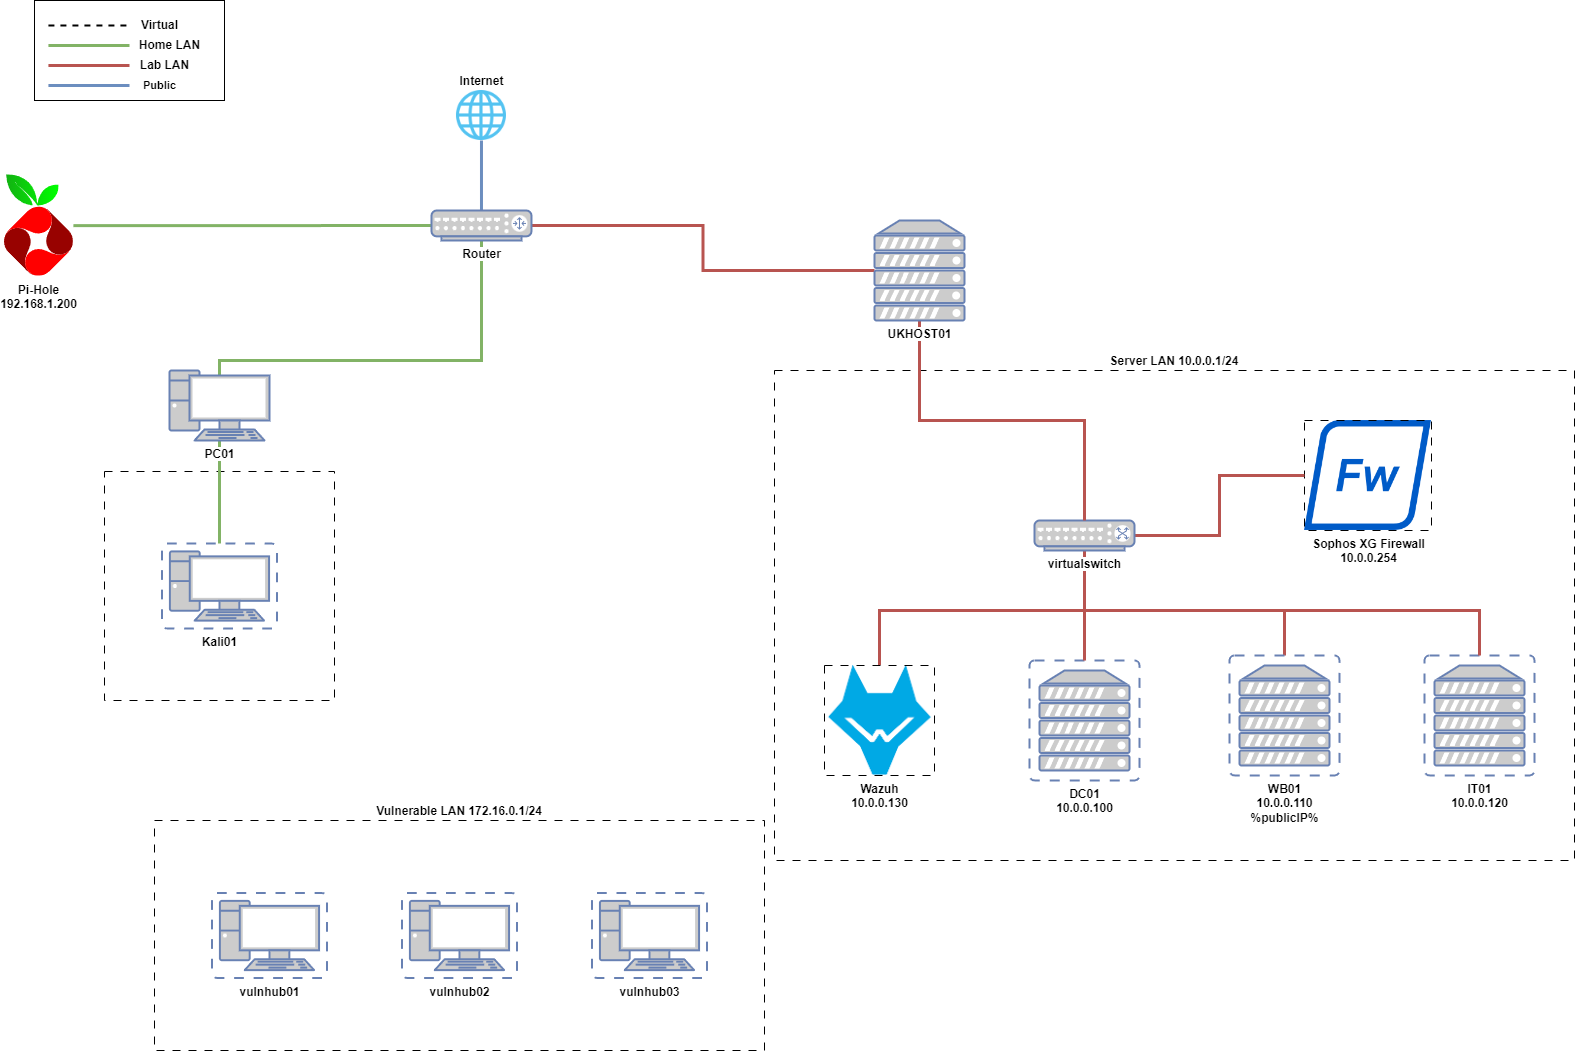 Virtual
Home LAN
Lab LAN
Public
Internet
Router
Pi-Hole
192.168.1.200
UKHOST01
Server LAN 10.0.0.1/24
PC01
Fw
Sophos XG Firewall
10.0.0.254
virtualswitch
Kali01
Wazuh
10.0.0.130
DC01
10.0.0.100
WB01
10.0.0.110
%publicIP%
IT01
10.0.0.120
Vulnerable LAN 172.16.0.1/24
vulnhub01
vulnhub02
vulnhub03